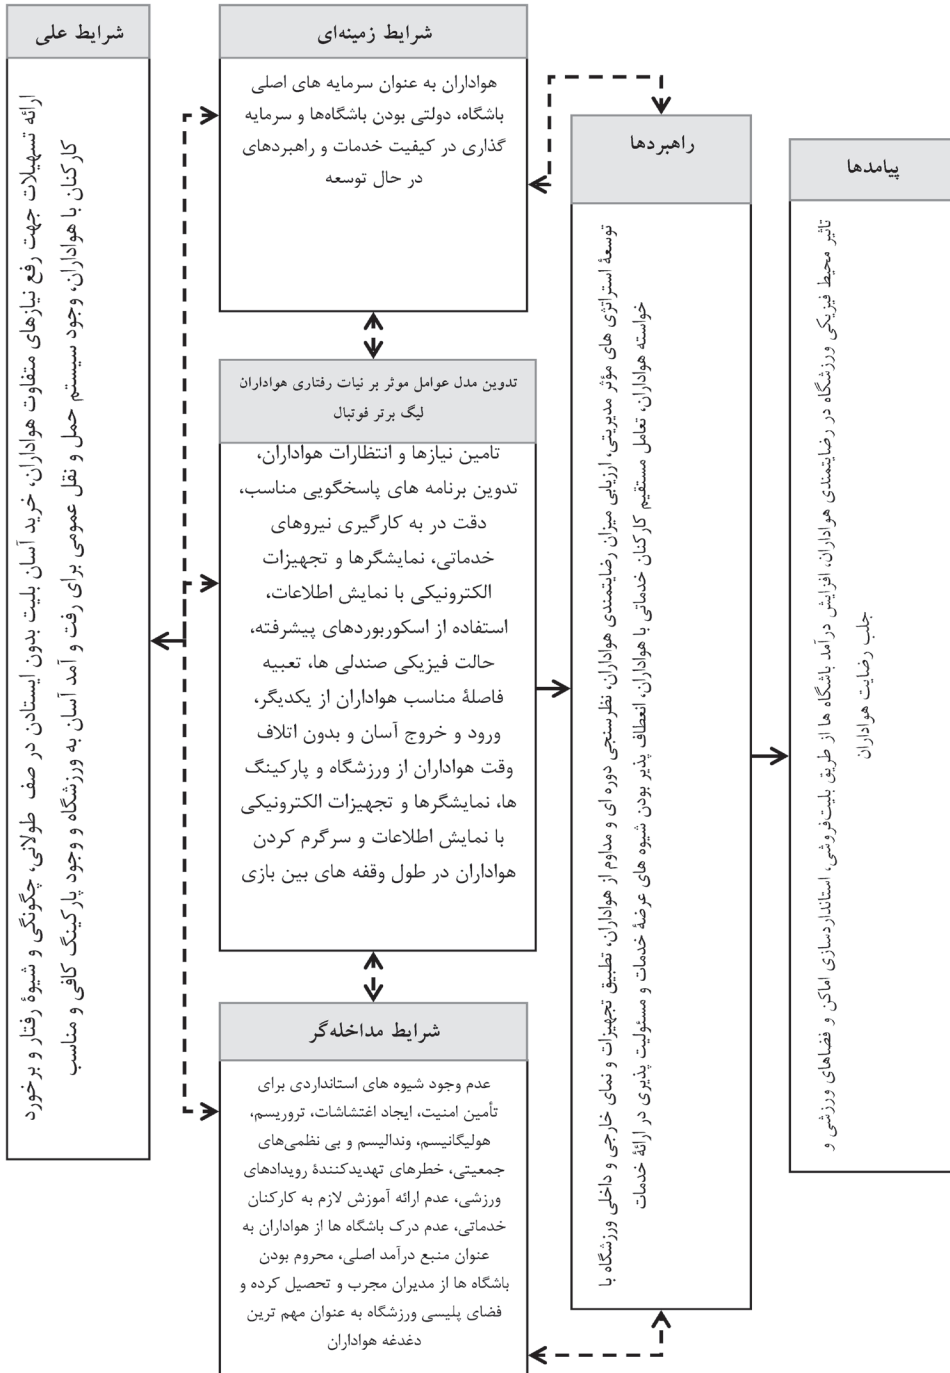 شرایط علی
ارائه تسهیلات جهت رفع نیازهای متفاوت هواداران، خرید آسان بلیت بدون ایستادن در صف طولانی، چگونگی و شیوهٔ رفتار و برخورد
کارکنان با هواداران، وجود سیستم حمل و نقل عمومی برای رفت و آمد آسان به ورزشگاه و وجود پارکینگ کافی و مناسب
شرایط زمینه‌ای
هواداران به عنوان سرمایه های اصلی
باشگاه، دولتی بودن باشگاه‌ها و سرمایه
گذاری در کیفیت خدمات و راهبردهای
در حال توسعه
تدوین مدل عوامل موثر بر نیات رفتاری هواداران
لیگ برتر فوتبال
تامین نیازها و انتظارات هواداران،
تدوین برنامه های پاسخگویی مناسب،
دقت در به کارگیری نیروهای
خدماتی، نمایشگرها و تجهیزات
الکترونیکی با نمایش اطلاعات،
استفاده از اسکوربوردهای پیشرفته،
حالت فیزیکی صندلی ها، تعبیه
فاصلهٔ مناسب هواداران از یکدیگر،
ورود و خروج آسان و بدون اتلاف
وقت هواداران از ورزشگاه و پارکینگ
ها، نمایشگرها و تجهیزات الکترونیکی
با نمایش اطلاعات و سرگرم کردن
هواداران در طول وقفه های بین بازی
شرایط مداخله‌گر
عدم وجود شیوه های استانداردی برای
تأمین امنیت، ایجاد اغتشاشات، تروریسم،
هولیگانیسم، وندالیسم و بی نظمی‌های
جمعیتی، خطرهای تهدیدکنندهٔ رویدادهای
ورزشی، عدم ارائه آموزش لازم به کارکنان
خدماتی، عدم درک باشگاه ها از هواداران به
عنوان منبع درآمد اصلی، محروم بودن
باشگاه ها از مدیران مجرب و تحصیل کرده و
فضای پلیسی ورزشگاه به عنوان مهم ترین
دغدغه هواداران
راهبردها
توسعهٔ استراتژی های مؤثر مدیریتی، ارزیابی میزان رضایتمندی هواداران، نظرسنجی دوره ای و مداوم از هواداران، تطبیق تجهیزات و نمای خارجی و داخلی ورزشگاه با
خواسته هواداران، تعامل مستقیم کارکنان خدماتی با هواداران، انعطاف پذیر بودن شیوه های عرضهٔ خدمات و مسئولیت پذیری در ارائهٔ خدمات
پیامدها
تاثیر محیط فیزیکی ورزشگاه در رضایتمندی هواداران، افزایش درآمد باشگاه ها از طریق بلیت‌فروشی، استانداردسازی اماکن و فضاهای ورزشی و
جلب رضایت هواداران